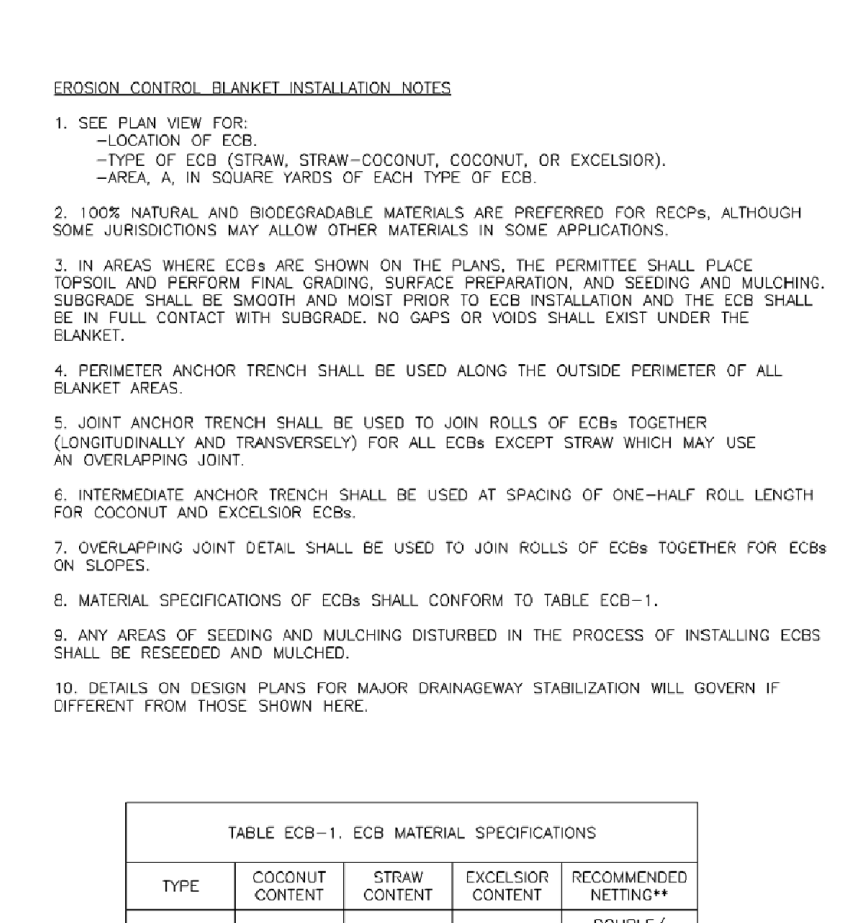 EROSION CONTROL BLANKET INSTALLATION NOTES
1. SEE PLAN VIEW FOR:
-LOCATION OF ECB.
-TYPE OF ECB (STRAW, STRAW-COCONUT, COCONUT, OR EXCELSIOR).
-AREA, A, IN SQUARE YARDS OF EACH TYPE OF ECB.
2. 100% NATURAL AND BIODEGRADABLE MATERIALS ARE PREFERRED FOR RECPs, ALTHOUGH
SOME JURISDICTIONS MAY ALLOW OTHER MATERIALS IN SOME APPLICATIONS.
3. IN AREAS WHERE ECBs ARE SHOWN ON THE PLANS, THE PERMITTEE SHALL PLACE
TOPSOIL AND PERFORM FINAL GRADING, SURFACE PREPARATION, AND SEEDING AND MULCHING.
SUBGRADE SHALL BE SMOOTH AND MOIST PRIOR TO ECB INSTALLATION AND THE ECB SHALL
BE IN FULL CONTACT WITH SUBGRADE. NO GAPS OR VOIDS SHALL EXIST UNDER THE
BLANKET.
4. PERIMETER ANCHOR TRENCH SHALL BE USED ALONG THE OUTSIDE PERIMETER OF ALL
BLANKET AREAS.
5. JOINT ANCHOR TRENCH SHALL BE USED TO JOIN ROLLS OF ECBs TOGETHER
(LONGITUDINALLY AND TRANSVERSELY) FOR ALL ECBs EXCEPT STRAW WHICH MAY USE
AN OVERLAPPING JOINT.
6. INTERMEDIATE ANCHOR TRENCH SHALL BE USED AT SPACING OF ONE-HALF ROLL LENGTH
FOR COCONUT AND EXCELSIOR ECBs.
7. OVERLAPPING JOINT DETAIL SHALL BE USED TO JOIN ROLLS OF ECBs TOGETHER FOR ECBs
ON SLOPES.
8. MATERIAL SPECIFICATIONS OF ECBs SHALL CONFORM TO TABLE ECB-1.
9. ANY AREAS OF SEEDING AND MULCHING DISTURBED IN THE PROCESS OF INSTALLING ECBS
SHALL BE RESEEDED AND MULCHED.
10. DETAILS ON DESIGN PLANS FOR MAJOR DRAINAGEWAY STABILIZATION WILL GOVERN IF
DIFFERENT FROM THOSE SHOWN HERE.
TABLE ECB-1. ECB MATERIAL SPECIFICATIONS
TYPE
COCONUT
CONTENT
STRAW
CONTENT
EXCELSIOR
CONTENT
RECOMMENDED
NETTING**